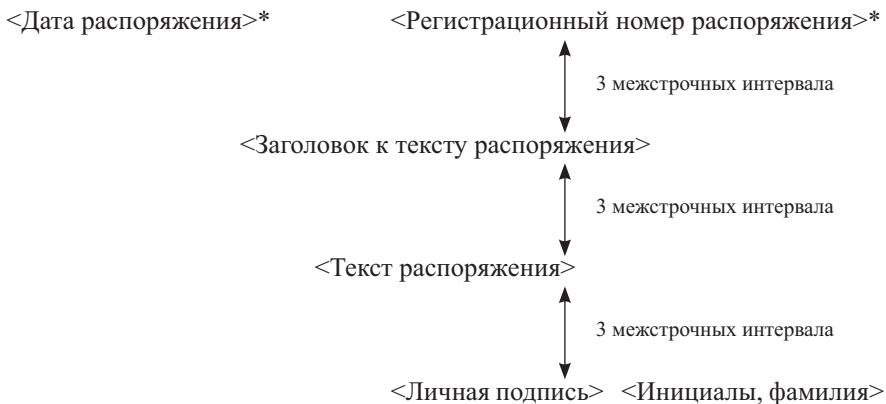 <Дата распоряжения>* <Регистрационный номер распоряжения>*
3 межстрочных интервала
<Заголовок к тексту распоряжения>
3 межстрочных интервала
<Текст распоряжения>
3 межстрочных интервала
<Личная подпись> <Инициалы, фамилия>